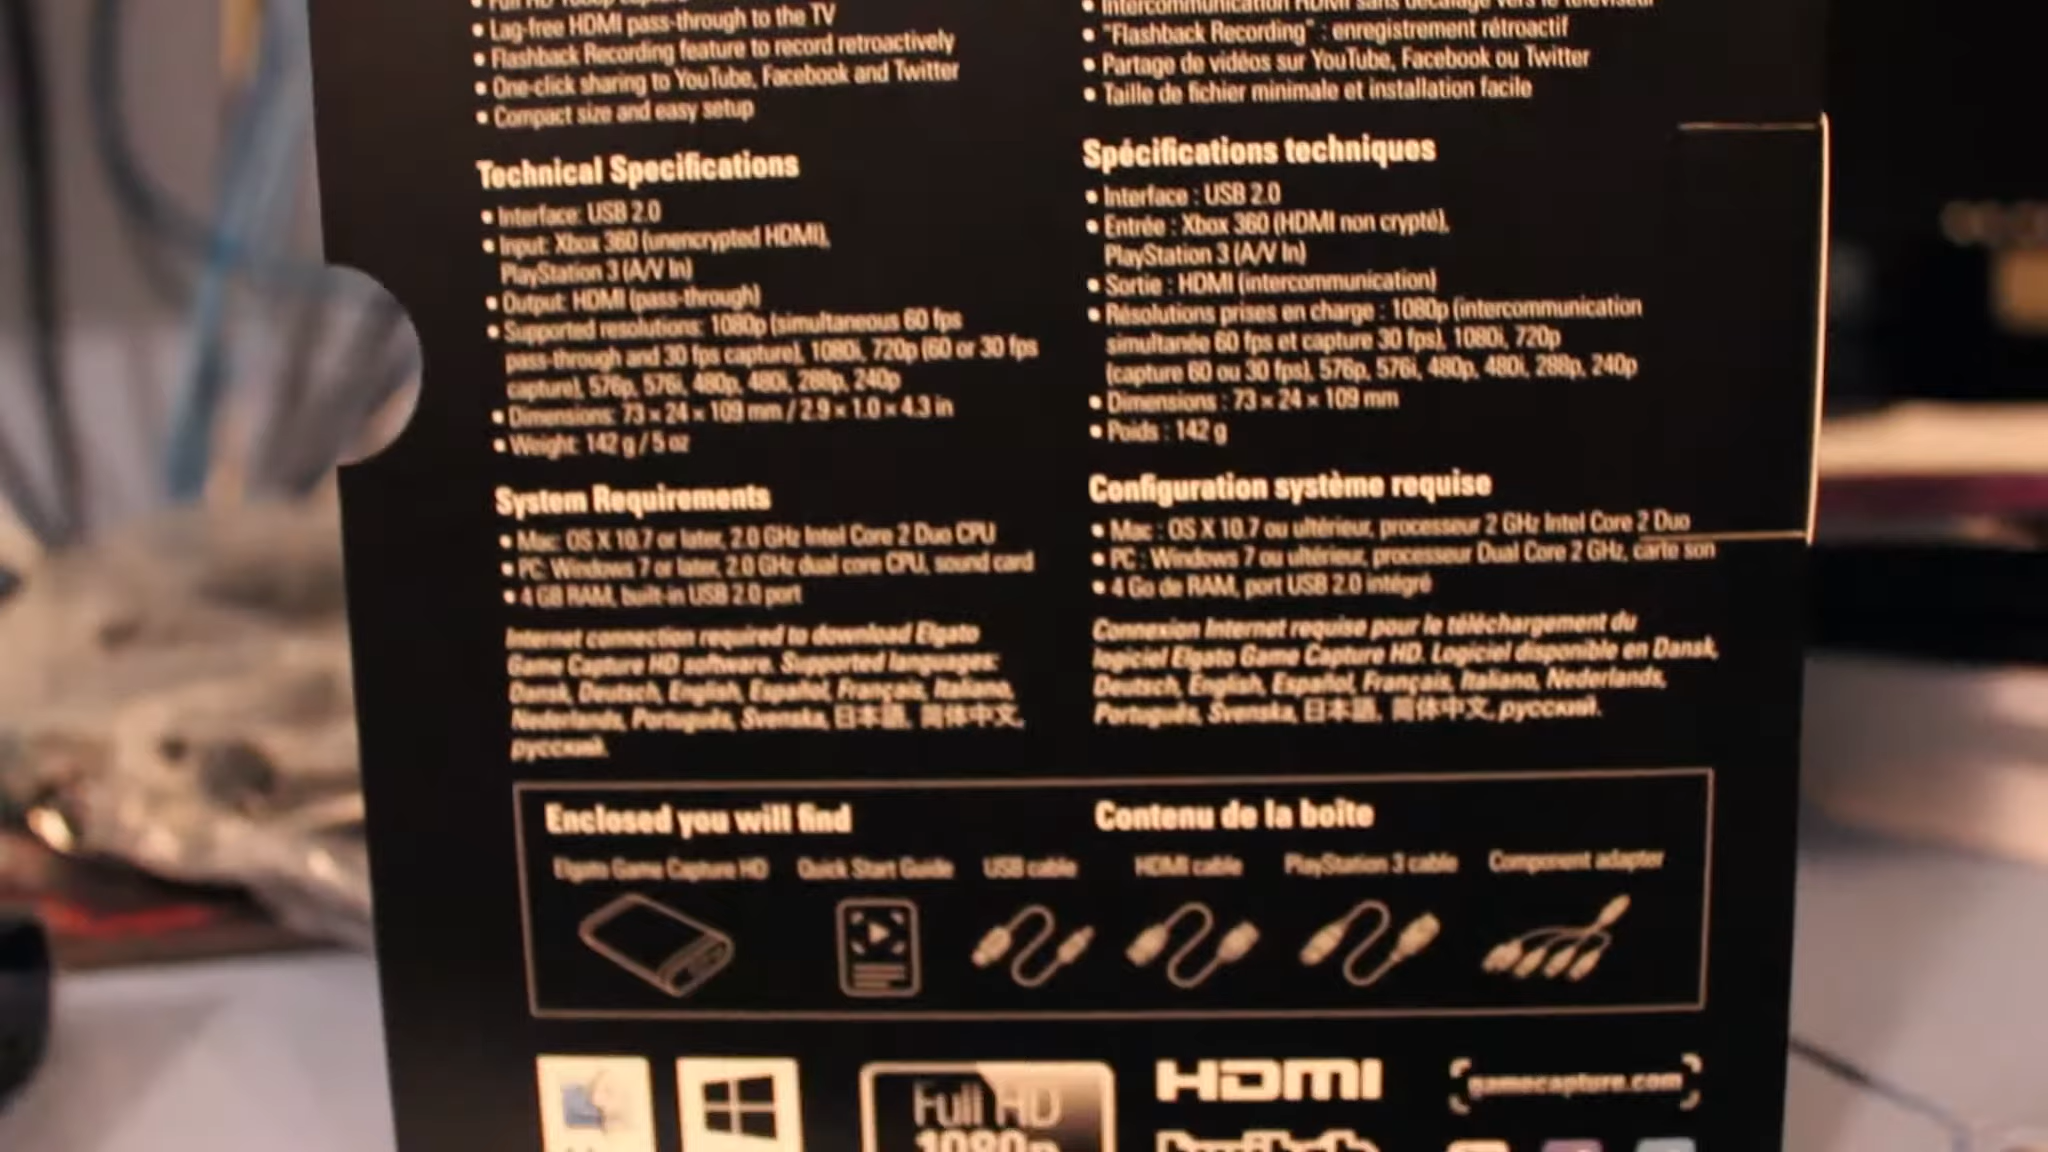 • Full HD 1080p
• Lag-free HDMI pass-through to the TV
• Flashback Recording feature to record retroactively
• One-click sharing to YouTube, Facebook and Twitter
• Compact size and easy setup
Technical Specifications
• Interface: USB 2.0
• Input: Xbox 360 (unencrypted HDMI),
PlayStation 3 (A/V In)
• Output: HDMI (pass-through)
• Supported resolutions: 1080p (simultaneous 60 fps
pass-through and 30 fps capture), 1080i, 720p (60 or 30 fps
capture), 576p, 576i, 480p, 480i, 288p, 240p
• Dimensions: 73 × 24 × 109 mm / 2.9 × 1.0 × 4.3 in
• Weight: 142 g / 5 oz
System Requirements
• Mac: OS X 10.7 or later, 2.0 GHz Intel Core 2 Duo CPU
• PC: Windows 7 or later, 2.0 GHz dual core CPU, sound card
• 4 GB RAM, built-in USB 2.0 port
Internet connection required to download Elgato
Game Capture HD software. Supported languages:
Dansk, Deutsch, English, Español, Français, Italiano,
Nederlands, Português, Svenska, 日本語, 简体中文,
русский.
• Intercommunication HDMI sans décalage vers le téléviseur
• "Flashback Recording" : enregistrement rétroactif
• Partage de vidéos sur YouTube, Facebook ou Twitter
• Taille de fichier minimale et installation facile
Spécifications techniques
• Interface : USB 2.0
• Entrée : Xbox 360 (HDMI non crypté),
PlayStation 3 (A/V In)
• Sortie : HDMI (intercommunication)
• Résolutions prises en charge : 1080p (intercommunication
simultanée 60 fps et capture 30 fps), 1080i, 720p
(capture 60 ou 30 fps), 576p, 576i, 480p, 480i, 288p, 240p
• Dimensions : 73 × 24 × 109 mm
• Poids : 142 g
Configuration système requise
• Mac : OS X 10.7 ou ultérieur, processeur 2 GHz Intel Core 2 Duo
• PC : Windows 7 ou ultérieur, processeur Dual Core 2 GHz, carte son
• 4 Go de RAM, port USB 2.0 intégré
Connexion Internet requise pour le téléchargement du
logiciel Elgato Game Capture HD. Logiciel disponible en Dansk,
Deutsch, English, Español, Français, Italiano, Nederlands,
Português, Svenska, 日本語, 简体中文, русский.
Enclosed you will find
Contenu de la boîte
Elgato Game Capture HD
Quick Start Guide
USB cable
HDMI cable
PlayStation 3 cable
Component adapter
Full HD
1080p
HDMI
gamecapture.com
twitch